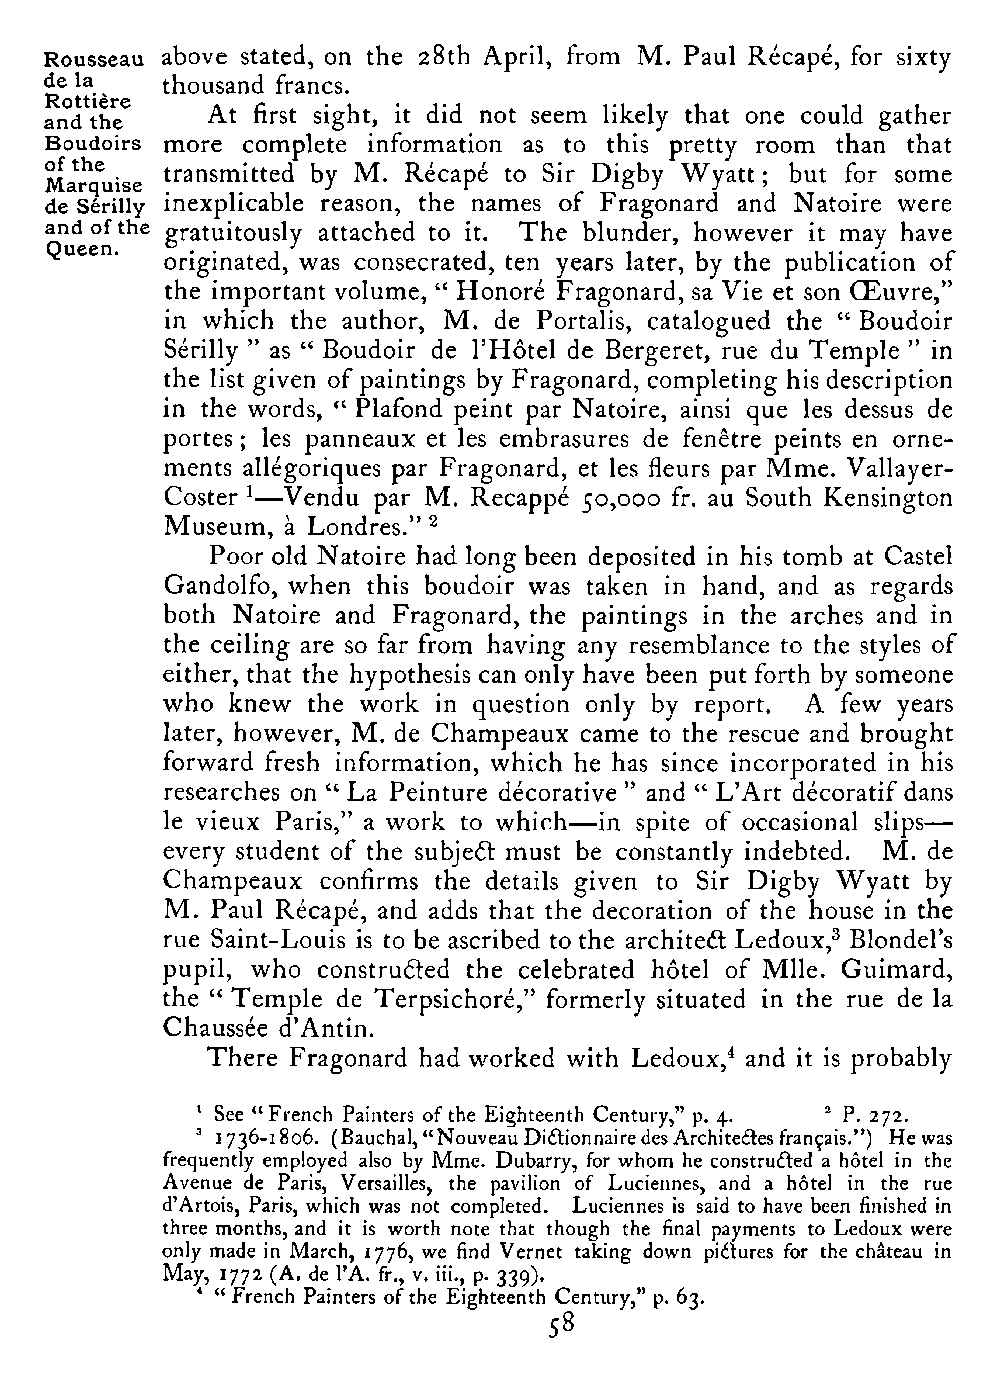 Rousseau
de la
Rottière
and the
Boudoirs
of the
Marquise
de Sérilly
and of the
Queen.
above stated, on the 28th April, from M. Paul Récapé, for sixty
thousand francs.
At first sight, it did not seem likely that one could gather
more complete information as to this pretty room than that
transmitted by M. Récapé to Sir Digby Wyatt; but for some
inexplicable reason, the names of Fragonard and Natoire were
gratuitously attached to it. The blunder, however it may have
originated, was consecrated, ten years later, by the publication of
the important volume, “ Honoré Fragonard, sa Vie et son Œuvre,”
in which the author, M. de Portalis, catalogued the “ Boudoir
Sérilly ” as “ Boudoir de l'Hôtel de Bergeret, rue du Temple ” in
the list given of paintings by Fragonard, completing his description
in the words, “ Plafond peint par Natoire, ainsi que les dessus de
portes; les panneaux et les embrasures de fenêtre peints en orne-
ments allégoriques par Fragonard, et les fleurs par Mme. Vallayer-
Coster ¹—Vendu par M. Recappé 50,000 fr. au South Kensington
Museum, à Londres.” ²
Poor old Natoire had long been deposited in his tomb at Castel
Gandolfo, when this boudoir was taken in hand, and as regards
both Natoire and Fragonard, the paintings in the arches and in
the ceiling are so far from having any resemblance to the styles of
either, that the hypothesis can only have been put forth by someone
who knew the work in question only by report. A few years
later, however, M. de Champeaux came to the rescue and brought
forward fresh information, which he has since incorporated in his
researches on “ La Peinture décorative ” and “ L'Art décoratif dans
le vieux Paris,” a work to which—in spite of occasional slips—
every student of the subject must be constantly indebted. M. de
Champeaux confirms the details given to Sir Digby Wyatt by
M. Paul Récapé, and adds that the decoration of the house in the
rue Saint-Louis is to be ascribed to the architect Ledoux,³ Blondel's
pupil, who constructed the celebrated hôtel of Mlle. Guimard,
the “ Temple de Terpsichoré,” formerly situated in the rue de la
Chaussée d'Antin.
There Fragonard had worked with Ledoux,⁴ and it is probably
¹ See “ French Painters of the Eighteenth Century,” p. 4. ² P. 272.
³ 1736-1806. (Bauchal, “ Nouveau Dictionnaire des Architectes français.”) He was
frequently employed also by Mme. Dubarry, for whom he constructed a hôtel in the
Avenue de Paris, Versailles, the pavilion of Luciennes, and a hôtel in the rue
d'Artois, Paris, which was not completed. Luciennes is said to have been finished in
three months, and it is worth note that though the final payments to Ledoux were
only made in March, 1776, we find Vernet taking down pictures for the château in
May, 1772 (A. de l'A. fr., v. iii., p. 339).
⁴ “ French Painters of the Eighteenth Century,” p. 63.
58